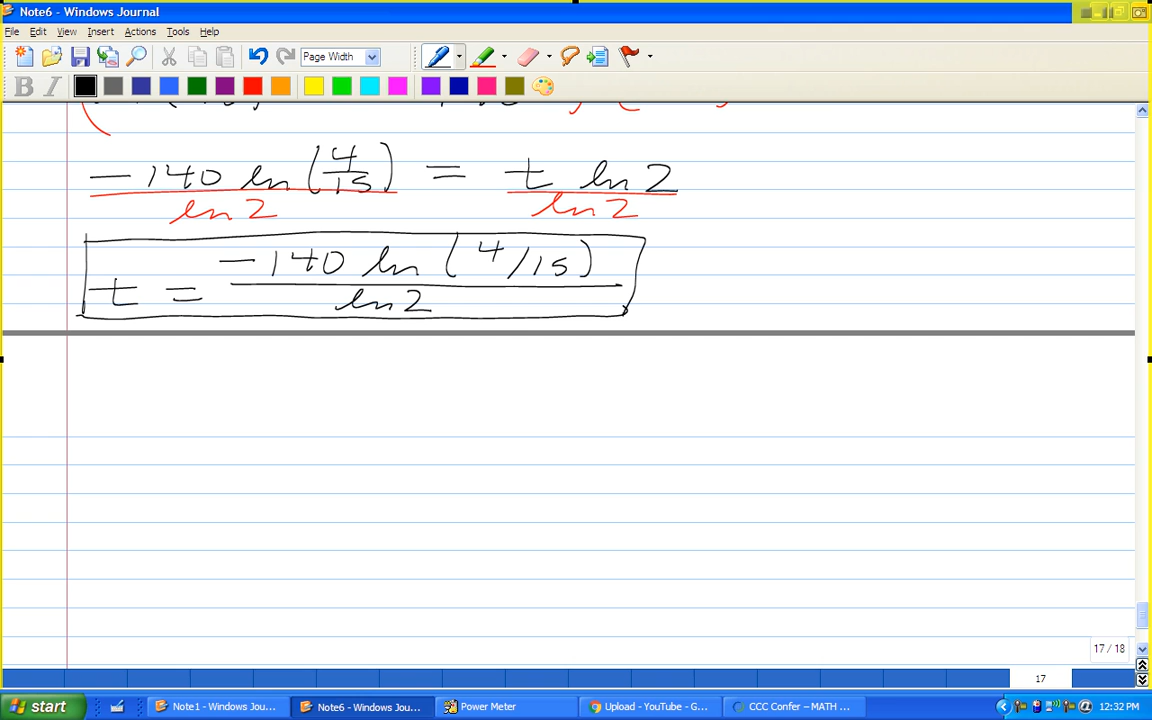 Note6 - Windows Journal
File Edit View Insert Actions Tools Help
Page Width
B I
-140 ln (4/15) = t ln 2
ln 2 ln 2
t = -140 ln (4/15)
ln 2
17 / 18
17
start Note1 - Windows Jou... Note6 - Windows Jou... Power Meter Upload - YouTube - G... CCC Confer – MATH ... 12:32 PM